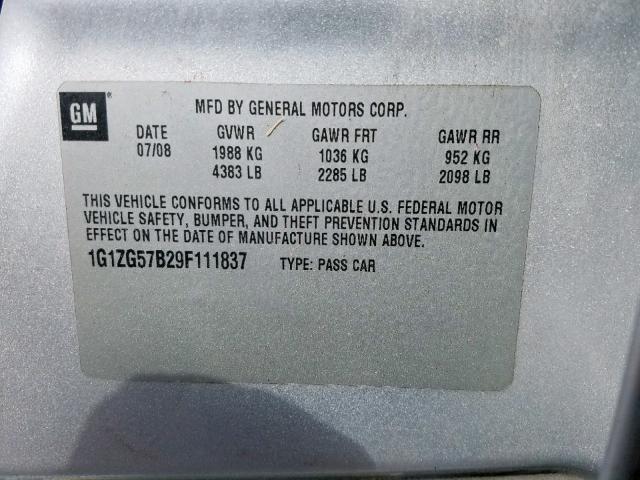 GM®
MFD BY GENERAL MOTORS CORP.
DATE GVWR GAWR FRT GAWR RR
07/08 1988 KG 1036 KG 952 KG
4383 LB 2285 LB 2098 LB
THIS VEHICLE CONFORMS TO ALL APPLICABLE U.S. FEDERAL MOTOR
VEHICLE SAFETY, BUMPER, AND THEFT PREVENTION STANDARDS IN
EFFECT ON THE DATE OF MANUFACTURE SHOWN ABOVE.
1G1ZG57B29F111837 TYPE: PASS CAR